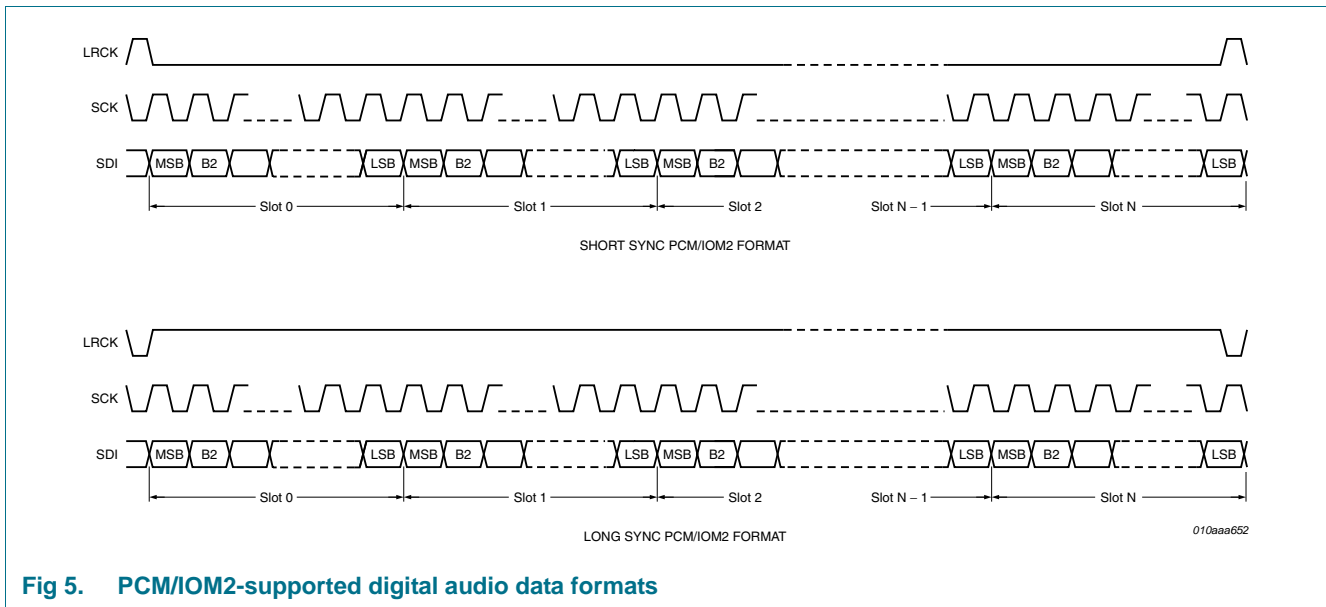 LRCK
SCK
SDI MSB B2 LSB MSB B2 LSB MSB B2 LSB MSB B2 LSB
Slot 0 Slot 1 Slot 2 Slot N − 1 Slot N
SHORT SYNC PCM/IOM2 FORMAT
LRCK
SCK
SDI MSB B2 LSB MSB B2 LSB MSB B2 LSB MSB B2 LSB
Slot 0 Slot 1 Slot 2 Slot N − 1 Slot N
LONG SYNC PCM/IOM2 FORMAT
010aaa652
Fig 5. PCM/IOM2-supported digital audio data formats